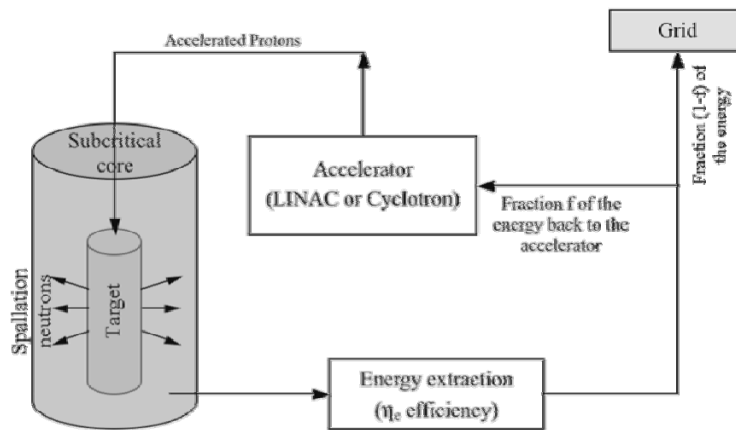 Accelerated Protons
Grid
Fraction (1-f) of
the energy
Subcritical
core
Accelerator
(LINAC or Cyclotron)
Fraction f of the
energy back to the
accelerator
Spallation
neutrons
Target
Energy extraction
(ηe efficiency)